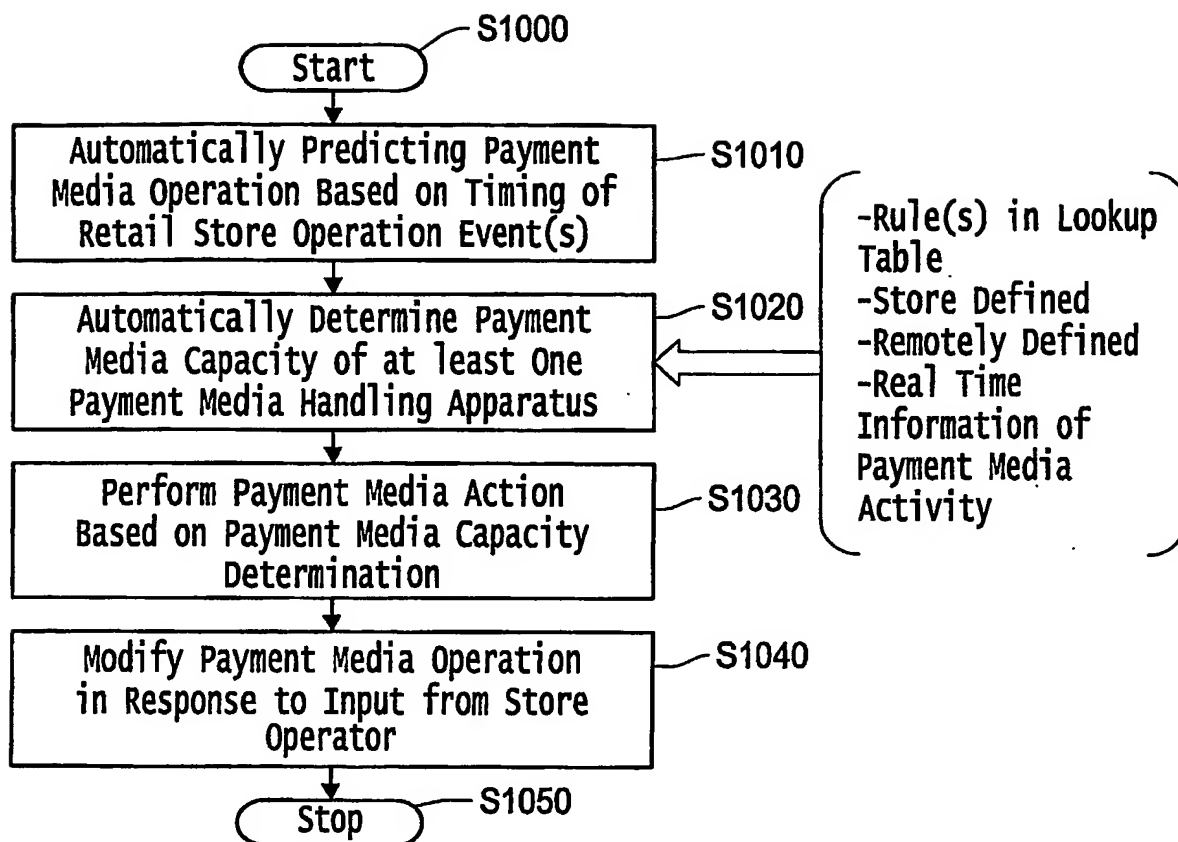 S1000
Start
Automatically Predicting Payment
Media Operation Based on Timing of
Retail Store Operation Event(s)
S1010
Automatically Determine Payment
Media Capacity of at least One
Payment Media Handling Apparatus
S1020
-Rule(s) in Lookup
Table
-Store Defined
-Remotely Defined
-Real Time
Information of
Payment Media
Activity
Perform Payment Media Action
Based on Payment Media Capacity
Determination
S1030
Modify Payment Media Operation
in Response to Input from Store
Operator
S1040
Stop
S1050